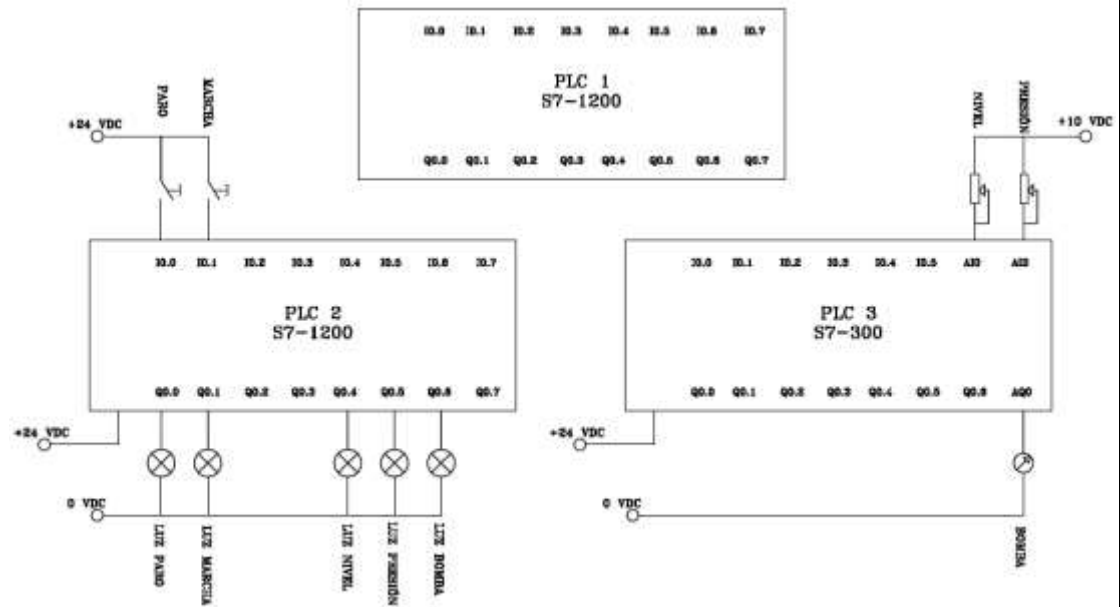 I0.0 I0.1 I0.2 I0.3 I0.4 I0.5 I0.6 I0.7
PLC 1
S7-1200
Q0.0 Q0.1 Q0.2 Q0.3 Q0.4 Q0.5 Q0.6 Q0.7
PARO
MARCHA
+24 VDC
NIVEL
PRESIÓN
+10 VDC
I0.0 I0.1 I0.2 I0.3 I0.4 I0.5 I0.6 I0.7
PLC 2
S7-1200
Q0.0 Q0.1 Q0.2 Q0.3 Q0.4 Q0.5 Q0.6 Q0.7
+24 VDC
0 VDC
LUZ PARO
LUZ MARCHA
LUZ NIVEL
LUZ PRESIÓN
LUZ BOMBA
I0.0 I0.1 I0.2 I0.3 I0.4 I0.5 AI0
PLC 3
S7-300
Q0.0 Q0.1 Q0.2 Q0.3 Q0.4 Q0.5 Q0.6 AQ0
+24 VDC
0 VDC
BOMBA